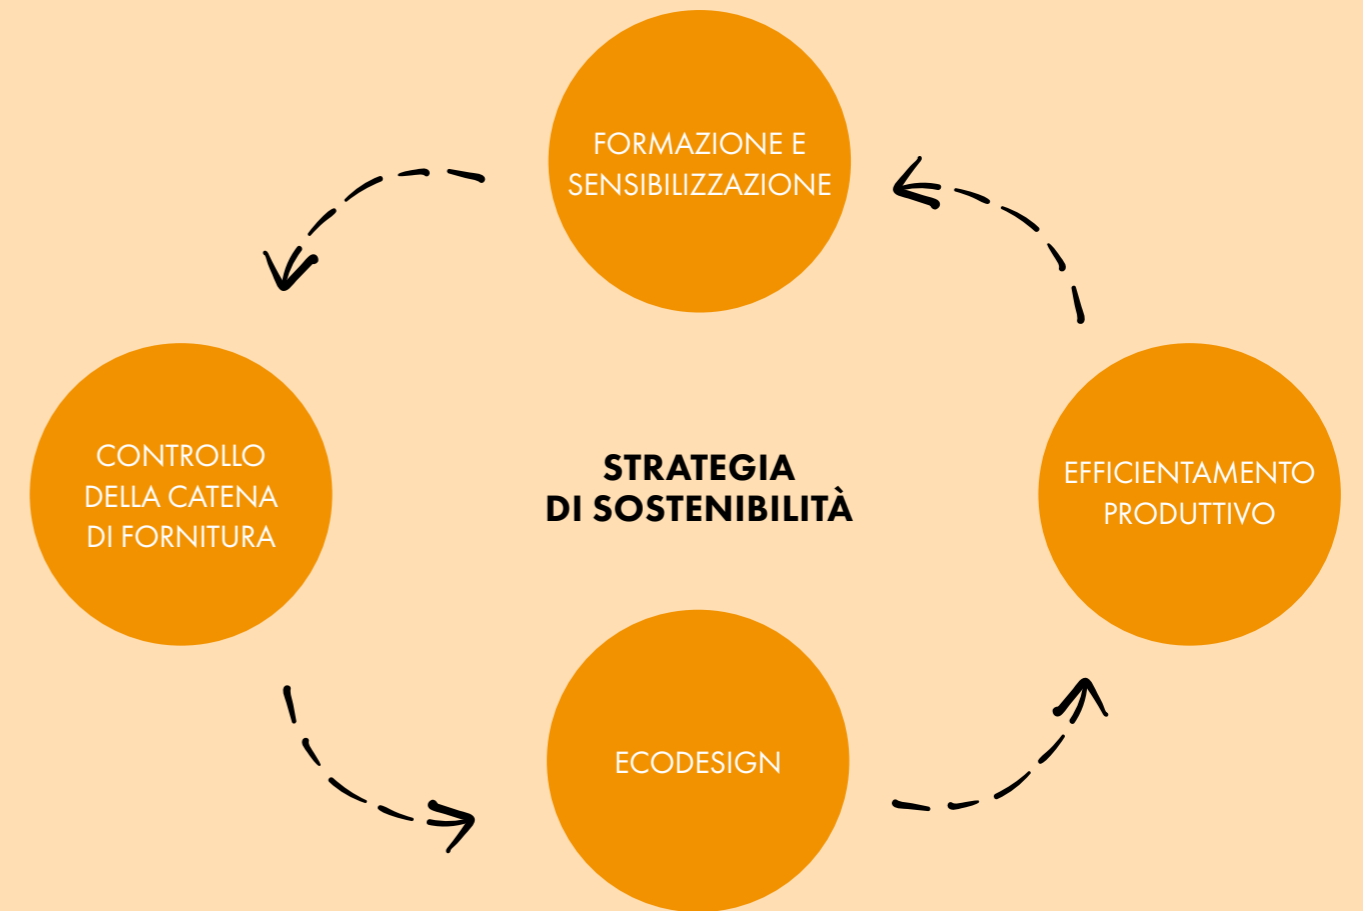 FORMAZIONE E
SENSIBILIZZAZIONE
CONTROLLO
DELLA CATENA
DI FORNITURA
STRATEGIA
DI SOSTENIBILITÀ
EFFICIENTAMENTO
PRODUTTIVO
ECODESIGN